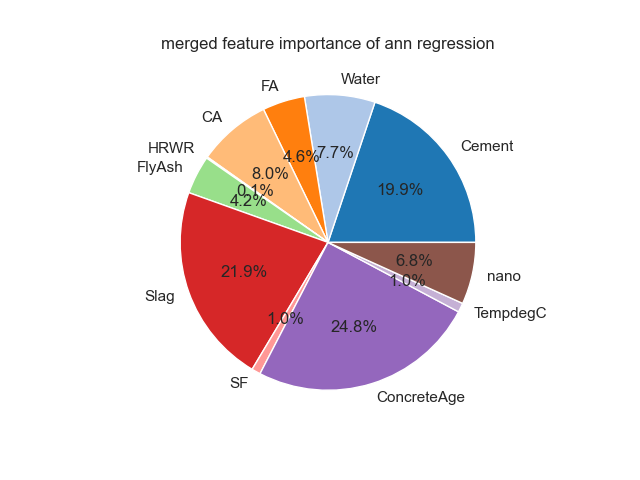 merged feature importance of ann regression
Water
FA
CA
Cement
HRWR
FlyAsh
4.6%
7.7%
8.0%
0.1%
4.2%
19.9%
21.9%
6.8%
1.0%
nano
Slag
1.0%
24.8%
TempdegC
SF
ConcreteAge